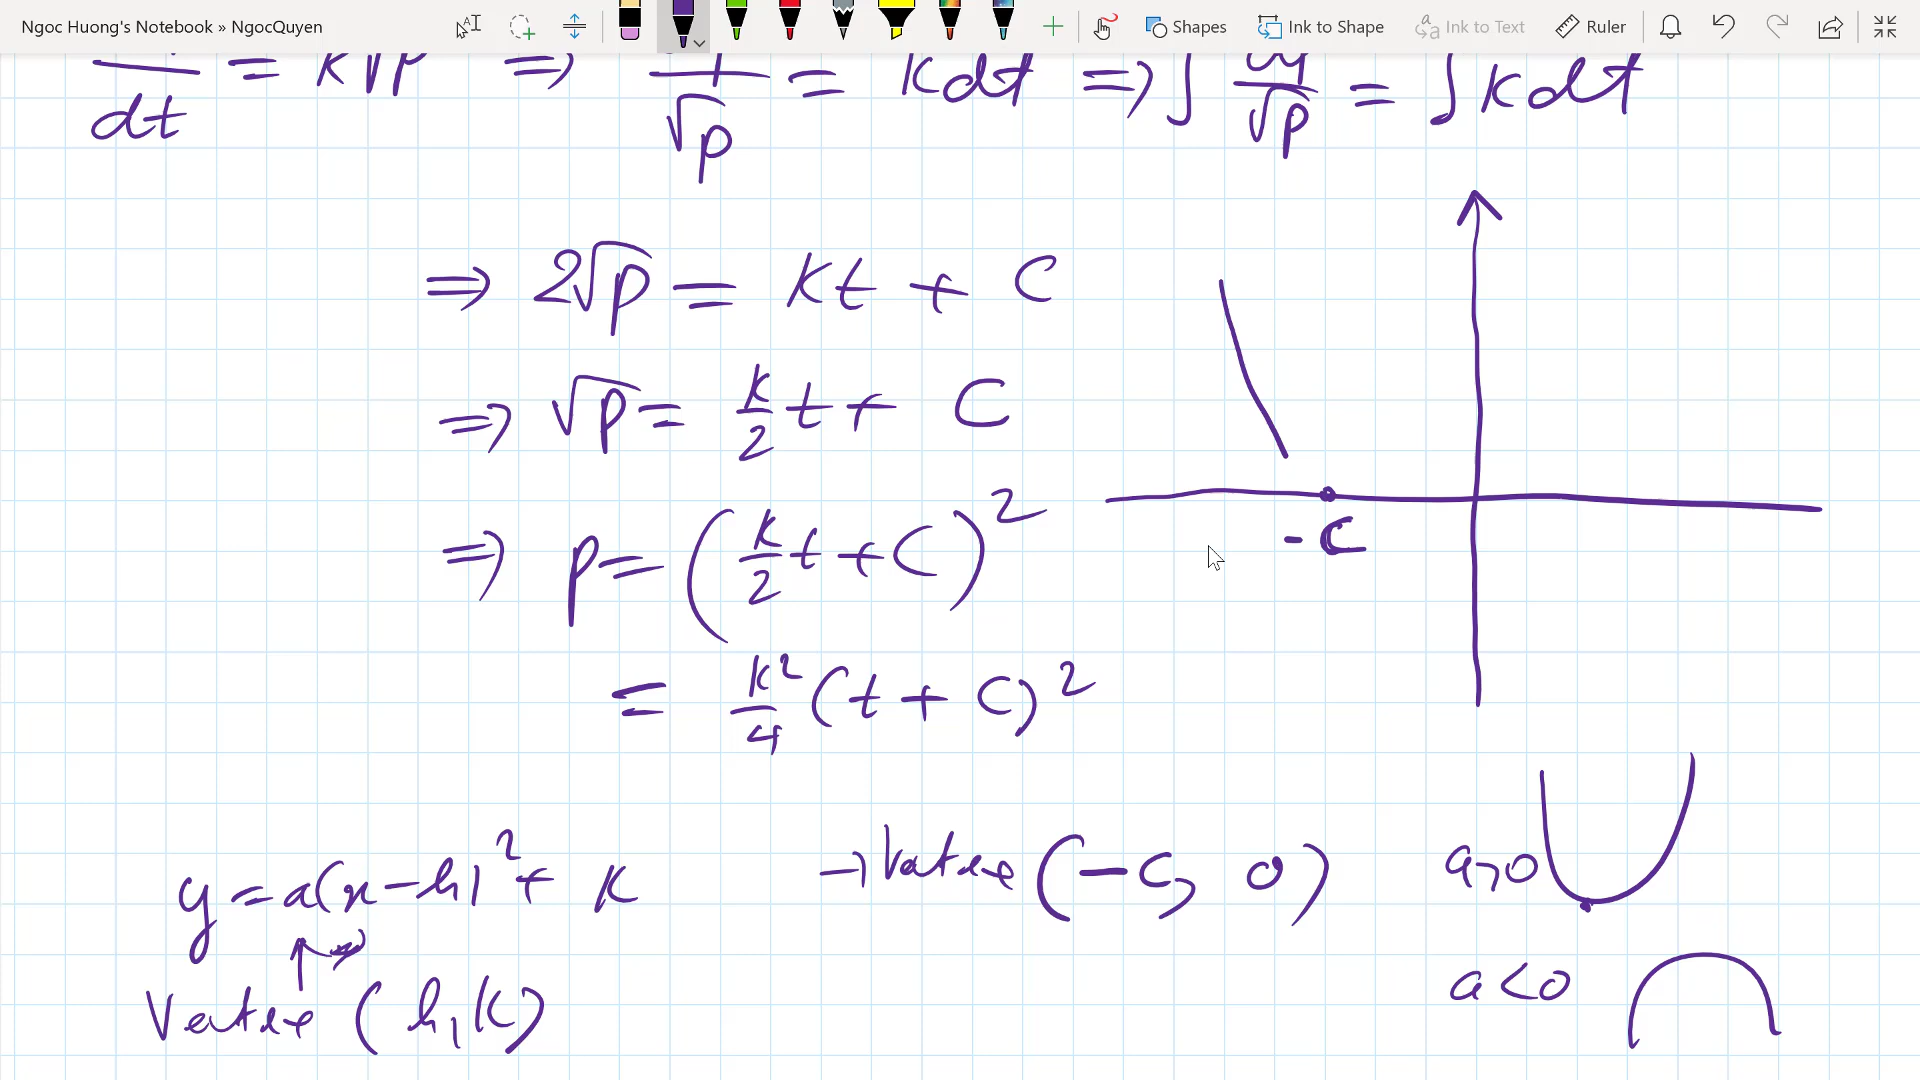 Ngoc Huong's Notebook » NgocQuyen
Shapes Ink to Shape Ink to Text Ruler
dt = k√p ⇒ √p = kdt ⇒ ∫ √p = ∫ kdt
⇒ 2√p = kt + C
⇒ √p = k/2 t + C
⇒ p = (k/2 t + C)²
= k²/4 (t + C)²
-C
y = a(x-h)² + k
→ Vertex (-C, 0)
a>0
Vertex (h, k)
a<0